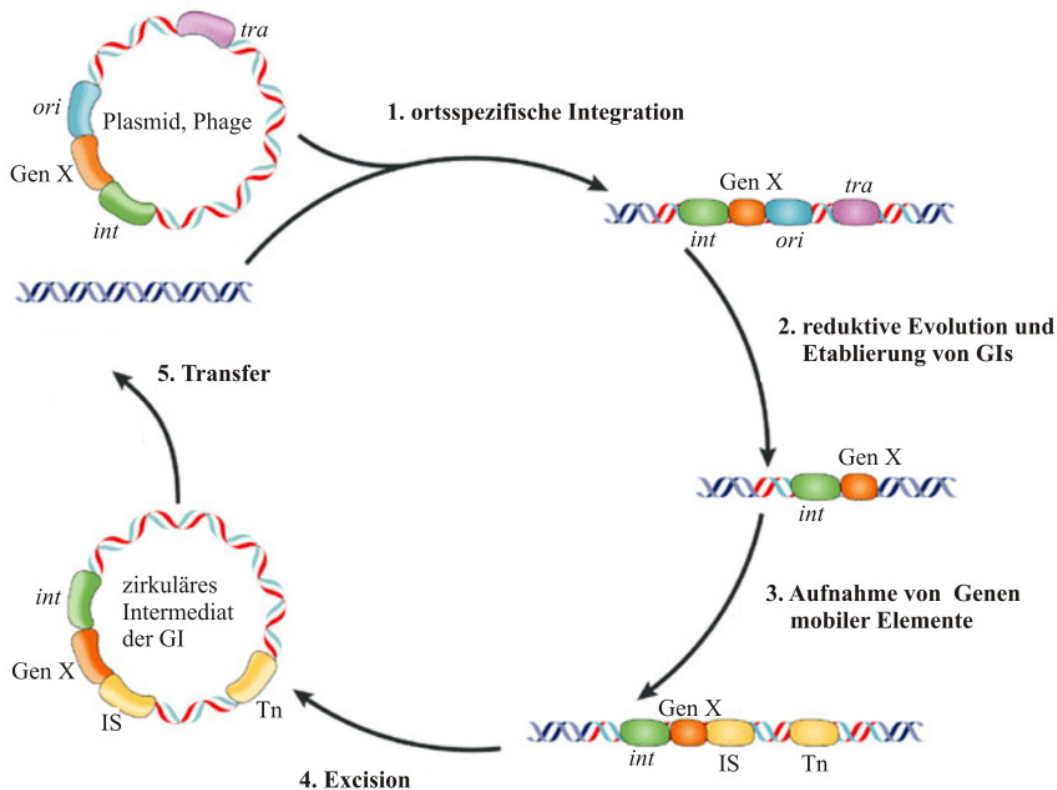 tra
ori
Plasmid, Phage
Gen X
int
1. ortsspezifische Integration
Gen X
tra
int
ori
2. reduktive Evolution und
Etablierung von GIs
Gen X
int
3. Aufnahme von Genen
mobiler Elemente
Gen X
int
IS
Tn
4. Excision
int
zirkuläres
Intermediat
der GI
Gen X
IS
Tn
5. Transfer